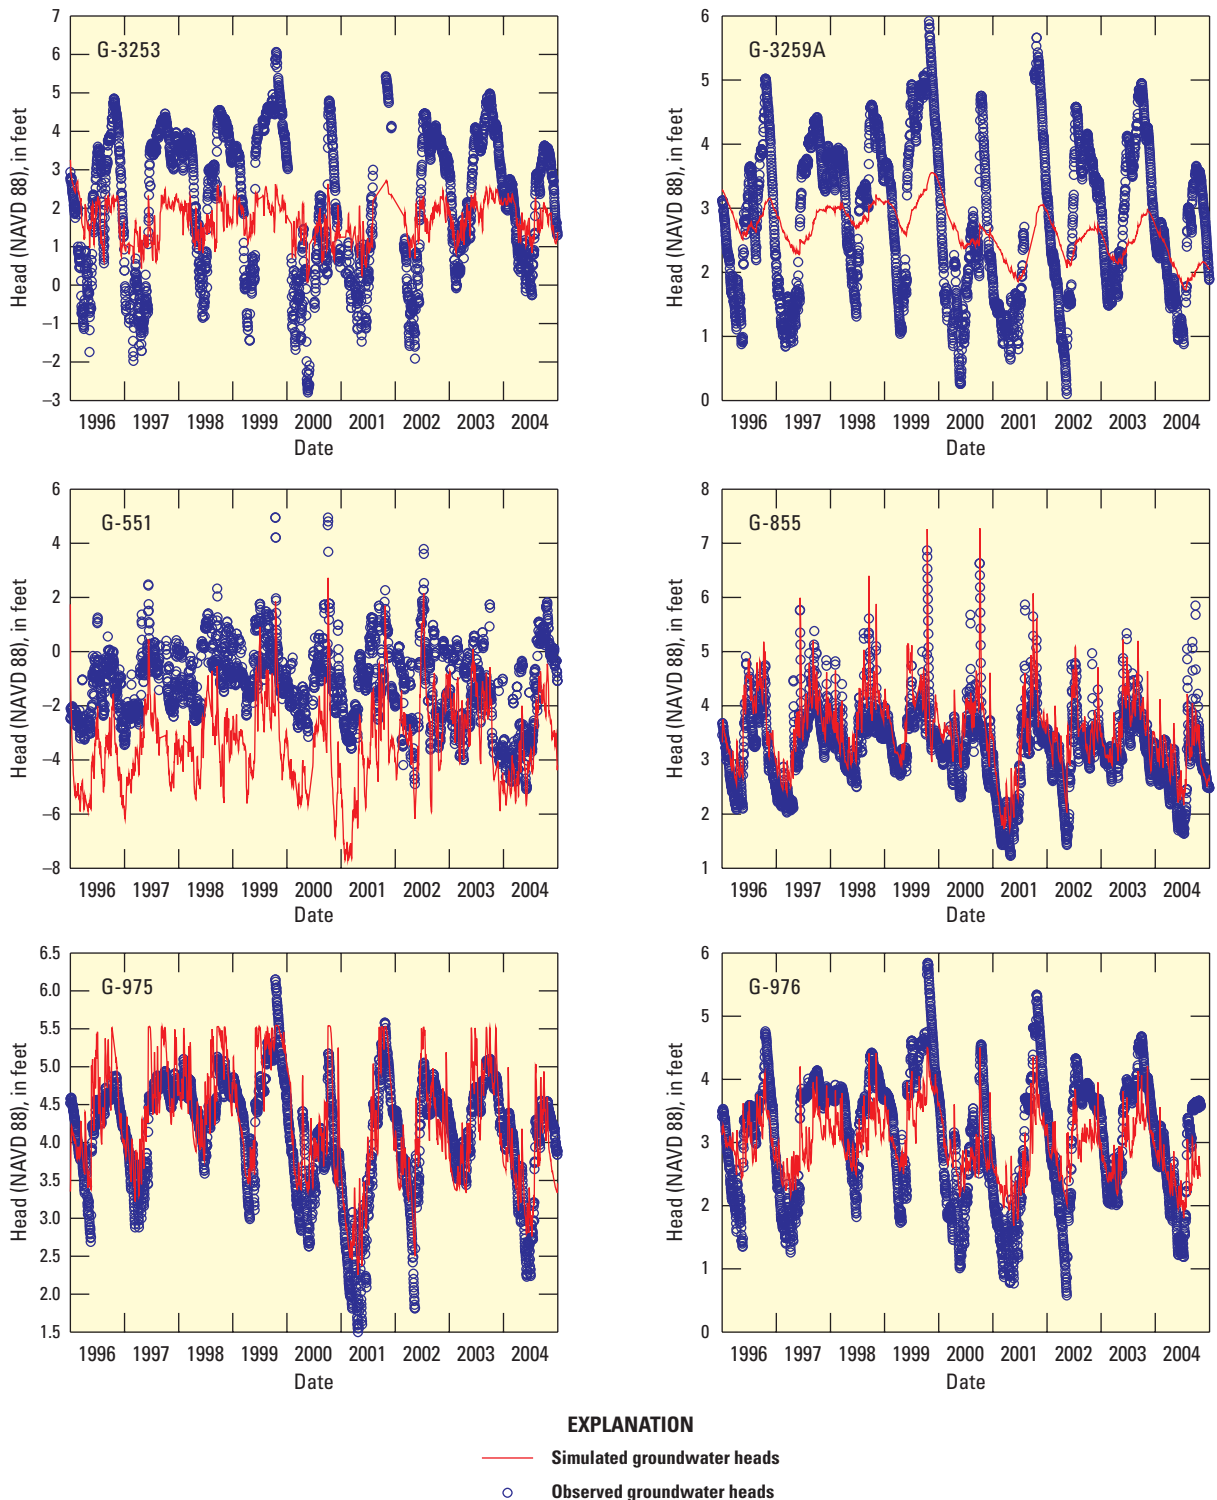 G-3253
Head (NAVD 88), in feet
7
6
5
4
3
2
1
0
–1
–2
–3
1996 1997 1998 1999 2000 2001 2002 2003 2004
Date
G-3259A
Head (NAVD 88), in feet
6
5
4
3
2
1
0
1996 1997 1998 1999 2000 2001 2002 2003 2004
Date
G-551
Head (NAVD 88), in feet
6
4
2
0
–2
–4
–6
–8
1996 1997 1998 1999 2000 2001 2002 2003 2004
Date
G-855
Head (NAVD 88), in feet
8
7
6
5
4
3
2
1
1996 1997 1998 1999 2000 2001 2002 2003 2004
Date
G-975
Head (NAVD 88), in feet
6.5
6.0
5.5
5.0
4.5
4.0
3.5
3.0
2.5
2.0
1.5
1996 1997 1998 1999 2000 2001 2002 2003 2004
Date
G-976
Head (NAVD 88), in feet
6
5
4
3
2
1
0
1996 1997 1998 1999 2000 2001 2002 2003 2004
Date
EXPLANATION
Simulated groundwater heads
Observed groundwater heads